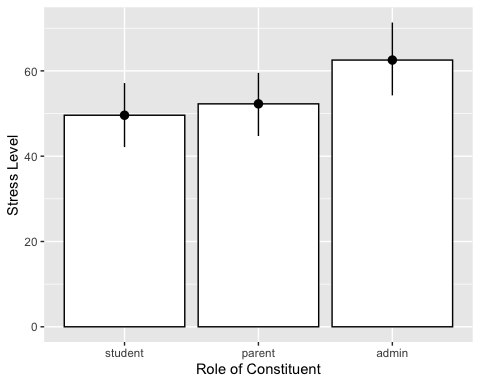 Stress Level
60
40
20
0
student parent admin
Role of Constituent